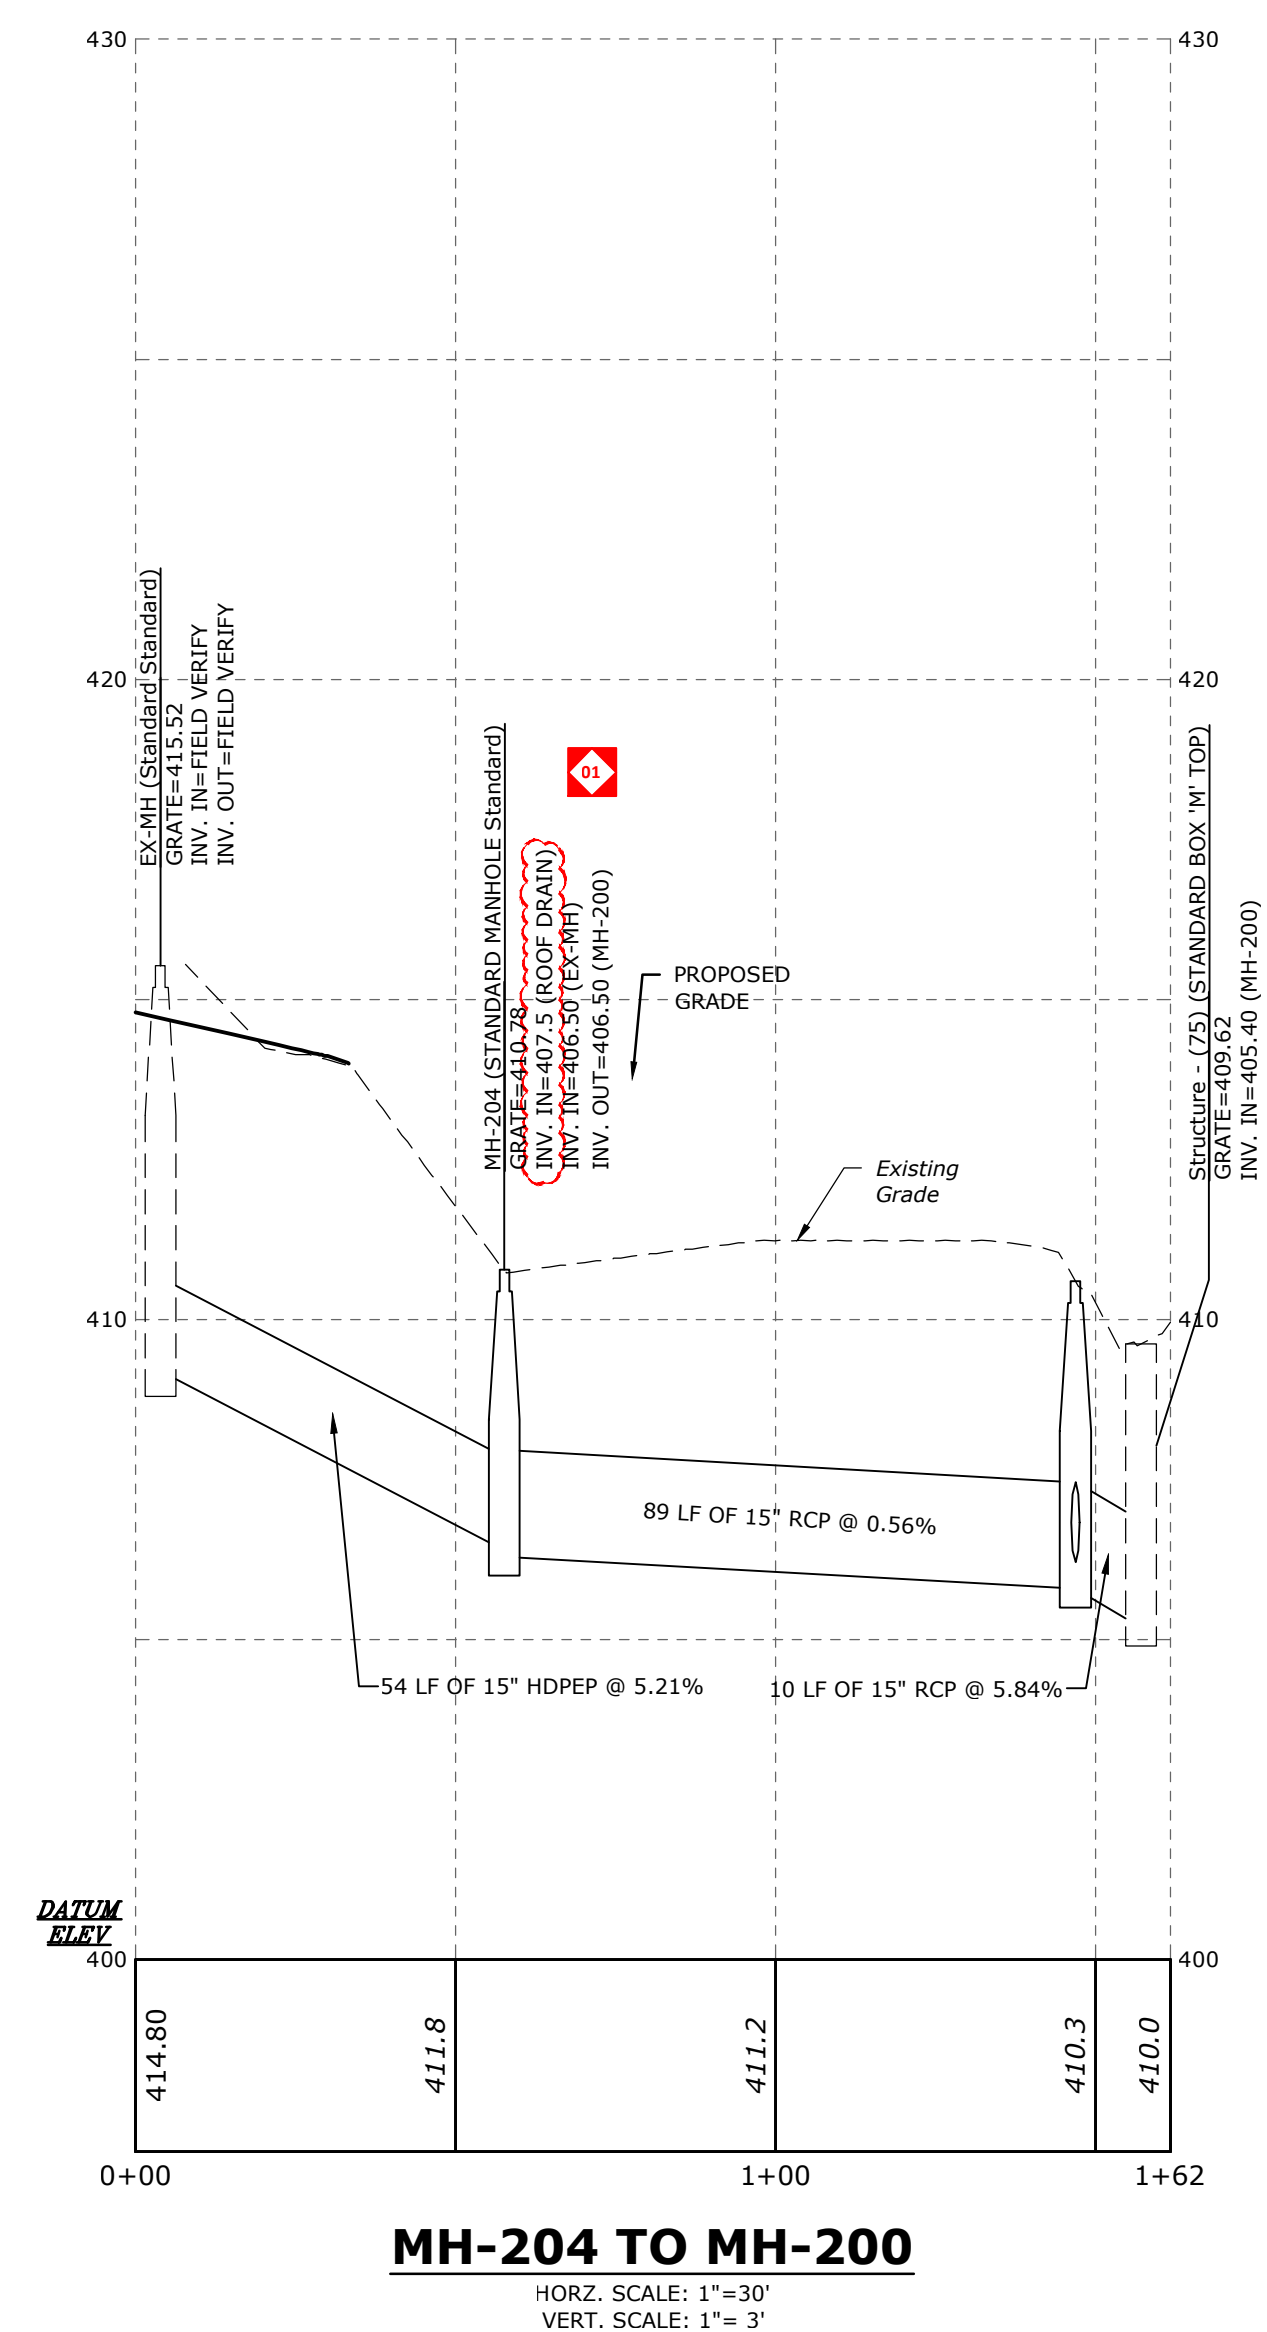 430
430
EX-MH (Standard Standard)
GRATE=415.52
INV. IN=FIELD VERIFY
INV. OUT=FIELD VERIFY
420
420
MH-204 (STANDARD MANHOLE Standard)
GRATE=410.78
INV. IN=407.5 (ROOF DRAIN)
INV. IN=406.50 (EX-MH)
INV. OUT=406.50 (MH-200)
01
PROPOSED
GRADE
Structure - (75) (STANDARD BOX 'M' TOP)
GRATE=409.62
INV. IN=405.40 (MH-200)
Existing
Grade
410
410
89 LF OF 15" RCP @ 0.56%
54 LF OF 15" HDPEP @ 5.21%
10 LF OF 15" RCP @ 5.84%
DATUM
ELEV
400
400
414.80
411.8
411.2
410.3
410.0
0+00
1+00
1+62
MH-204 TO MH-200
HORZ. SCALE: 1"=30'
VERT. SCALE: 1"= 3'